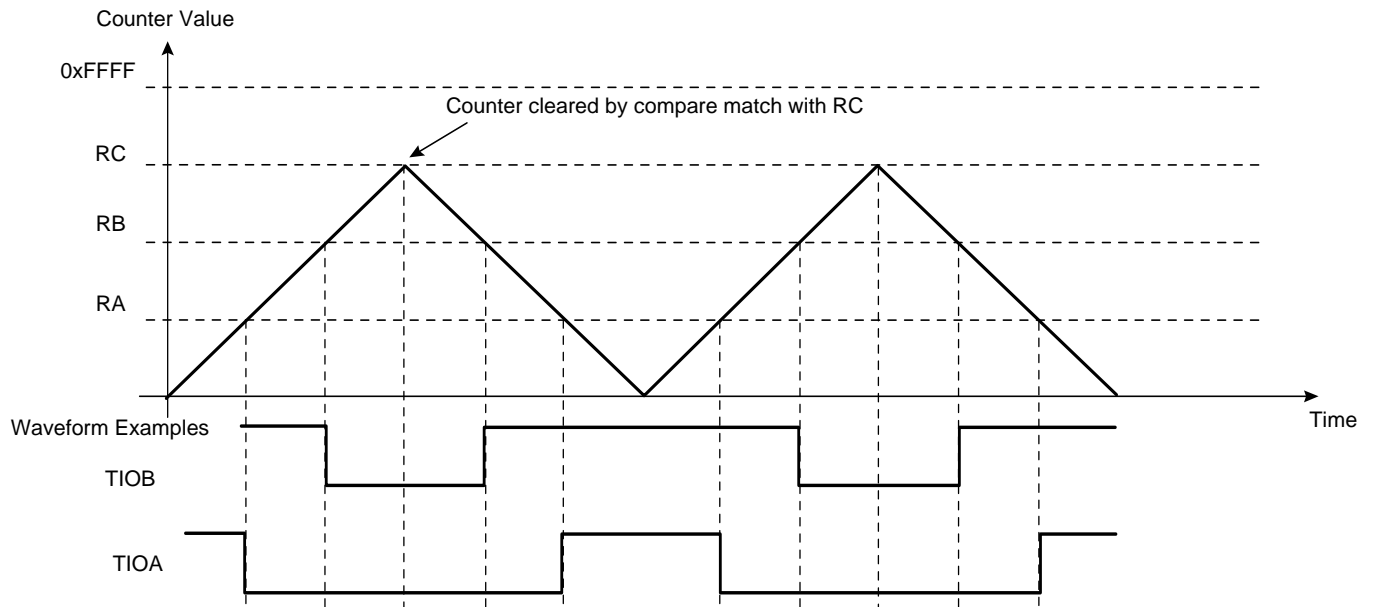 Counter Value
0xFFFF
Counter cleared by compare match with RC
RC
RB
RA
Time
Waveform Examples
TIOB
TIOA